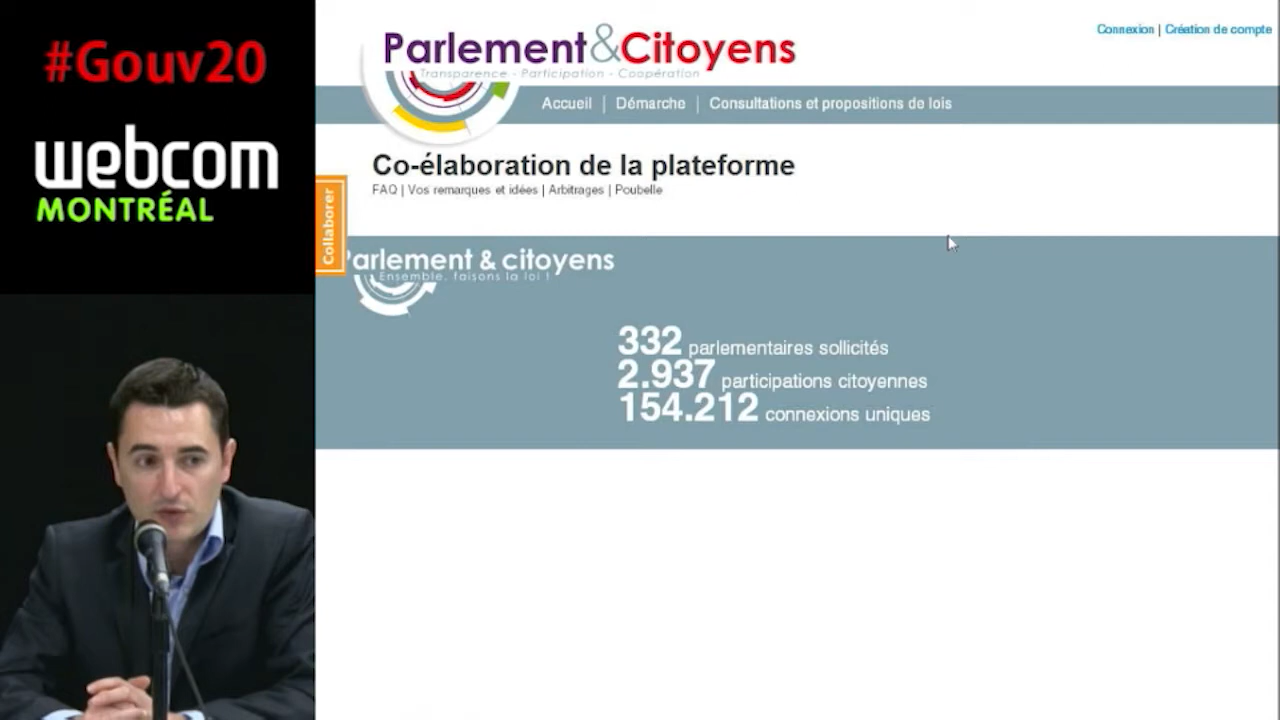 #Gouv20
webcom
MONTRÉAL
Parlement&Citoyens
Transparence - Participation - Coopération
Connexion | Création de compte
Accueil | Démarche | Consultations et propositions de lois
Co-élaboration de la plateforme
FAQ | Vos remarques et idées | Arbitrages | Poubelle
Collaborer
Parlement & citoyens
Ensemble, faisons la loi !
332 parlementaires sollicités
2.937 participations citoyennes
154.212 connexions uniques